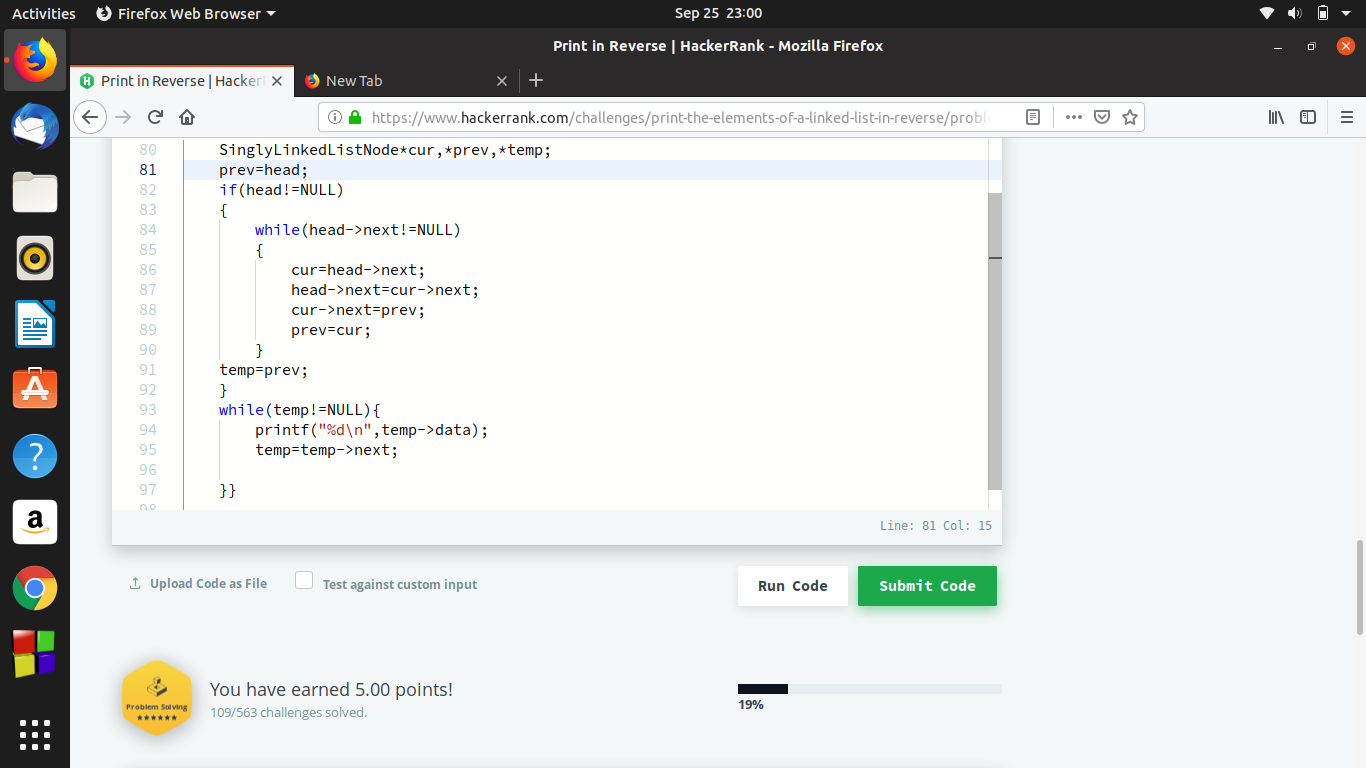 Activities Firefox Web Browser Sep 25 23:00
Print in Reverse | HackerRank - Mozilla Firefox
Print in Reverse | Hacker New Tab
https://www.hackerrank.com/challenges/print-the-elements-of-a-linked-list-in-reverse/probl
80 SinglyLinkedListNode*cur,*prev,*temp;
81 prev=head;
82 if(head!=NULL)
83 {
84 while(head->next!=NULL)
85 {
86 cur=head->next;
87 head->next=cur->next;
88 cur->next=prev;
89 prev=cur;
90 }
91 temp=prev;
92 }
93 while(temp!=NULL){
94 printf("%d\n",temp->data);
95 temp=temp->next;
96
97 }}
98
Line: 81 Col: 15
Upload Code as File Test against custom input Run Code Submit Code
Problem Solving
You have earned 5.00 points!
109/563 challenges solved.
19%